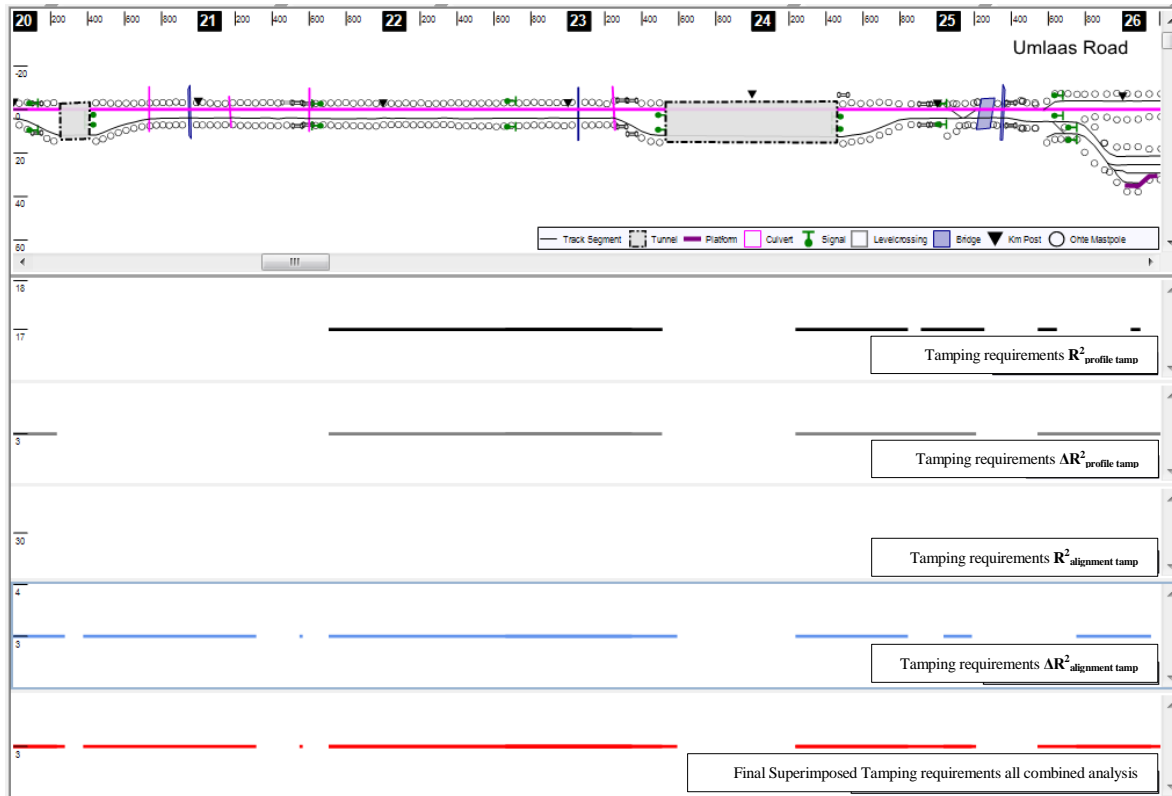 20 200 400 600 800 21 200 400 600 800 22 200 400 600 800 23 200 400 600 800 24 200 400 600 800 25 200 400 600 800 26
Umlaas Road
-20
0
20
40
60
Track Segment Tunnel Platform Culvert Signal Levelcrossing Bridge Km Post Ohte Mastpole
18
17
Tamping requirements R²profile tamp
3
Tamping requirements ΔR²profile tamp
30
Tamping requirements R²alignment tamp
4
3
Tamping requirements ΔR²alignment tamp
3
Final Superimposed Tamping requirements all combined analysis